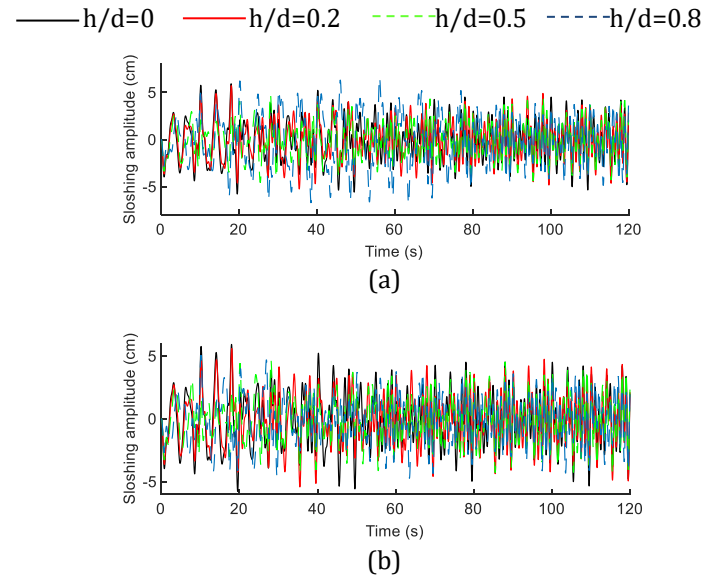 h/d=0 h/d=0.2 h/d=0.5 h/d=0.8
Sloshing amplitude (cm)
5
0
-5
0 20 40 60 80 100 120
Time (s)
(a)
Sloshing amplitude (cm)
5
0
-5
0 20 40 60 80 100 120
Time (s)
(b)